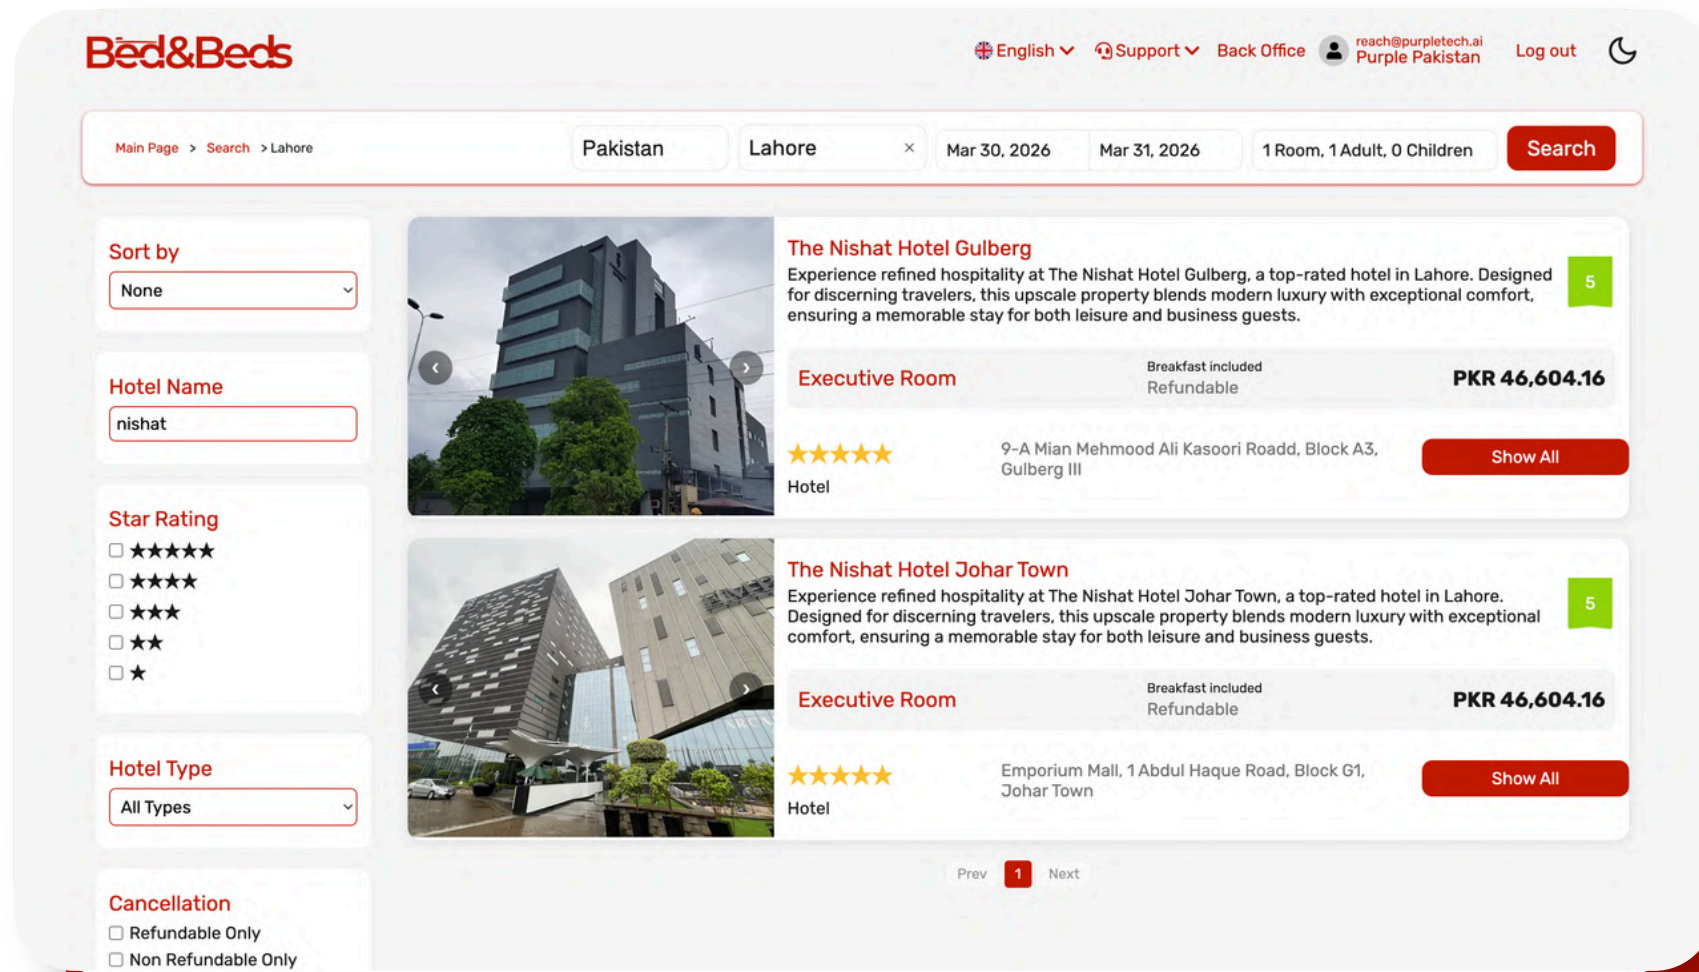 Bed&Beds
English
Support
Back Office
reach@purpletech.ai
Purple Pakistan
Log out
Main Page > Search > Lahore
Pakistan
Lahore ×
Mar 30, 2026
Mar 31, 2026
1 Room, 1 Adult, 0 Children
Search
Sort by
None
Hotel Name
nishat
Star Rating
★★★★★
★★★★
★★★
★★
★
Hotel Type
All Types
Cancellation
Refundable Only
Non Refundable Only
The Nishat Hotel Gulberg
Experience refined hospitality at The Nishat Hotel Gulberg, a top-rated hotel in Lahore. Designed
for discerning travelers, this upscale property blends modern luxury with exceptional comfort,
ensuring a memorable stay for both leisure and business guests.
5
Executive Room
Breakfast included
Refundable
PKR 46,604.16
★★★★★
Hotel
9-A Mian Mehmood Ali Kasoori Roadd, Block A3,
Gulberg III
Show All
The Nishat Hotel Johar Town
Experience refined hospitality at The Nishat Hotel Johar Town, a top-rated hotel in Lahore.
Designed for discerning travelers, this upscale property blends modern luxury with exceptional
comfort, ensuring a memorable stay for both leisure and business guests.
5
Executive Room
Breakfast included
Refundable
PKR 46,604.16
★★★★★
Hotel
Emporium Mall, 1 Abdul Haque Road, Block G1,
Johar Town
Show All
Prev 1 Next